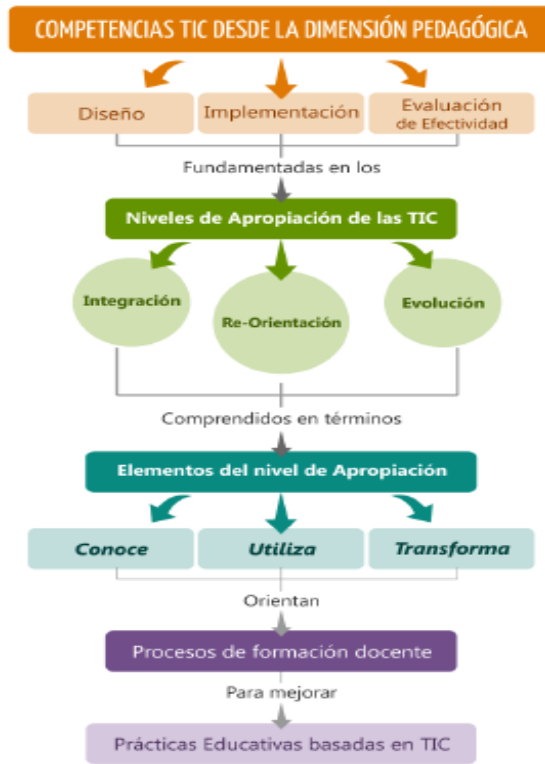 COMPETENCIAS TIC DESDE LA DIMENSIÓN PEDAGÓGICA
Diseño
Implementación
Evaluación
de Efectividad
Fundamentadas en los
Niveles de Apropiación de las TIC
Integración
Re-Orientación
Evolución
Comprendidos en términos
Elementos del nivel de Apropiación
Conoce
Utiliza
Transforma
Orientan
Procesos de formación docente
Para mejorar
Prácticas Educativas basadas en TIC